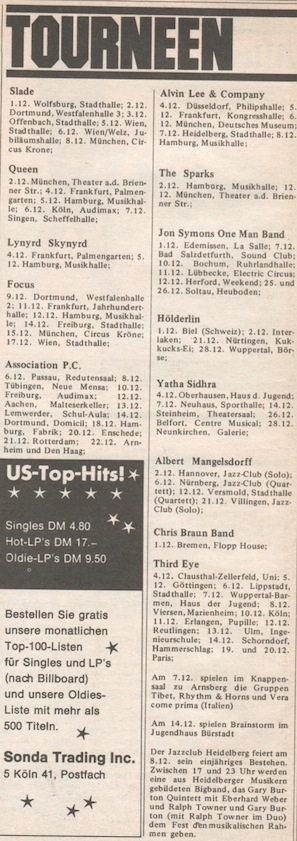 TOURNEEN
Slade
1.12. Wolfsburg, Stadthalle; 2.12.
Dortmund, Westfalenhalle 3; 3.12.
Offenbach, Stadthalle; 5.12. Wien,
Stadthalle; 6.12. Wien/Welz, Ju-
biläumshalle; 8.12. München, Cir-
cus Krone;
Queen
2.12. München, Theater a.d. Brien-
ner Str.; 4.12. Frankfurt, Palmen-
garten; 5.12. Hamburg, Musikhal-
le; 6.12. Köln, Audimax; 7.12.
Singen, Scheffelhalle;
Lynyrd Skynyrd
4.12. Frankfurt, Palmengarten; 5.
12. Hamburg, Musikhalle;
Focus
9.12. Dortmund, Westfalenhalle
2; 11.12. Frankfurt, Jahrhundert-
halle; 12.12. Hamburg, Musikhal-
le; 14.12. Freiburg, Stadthalle;
15.12. München, Circus Krône;
17.12. Wien, Stadthalle;
Association P.C.
6.12. Passau, Redutensaal; 8.12.
Tübingen, Neue Mensa; 10.12.
Freiburg, Audimax; 12.12.
Aachen, Malteserkeller; 13.12.
Lemwerder, Schul-Aula; 14.12.
Dortmund, Domicil; 18.12. Ham-
burg, Fabrik; 20.12. Enschede;
21.12. Rotterdam; 22.12. Arn-
heim und Den Haag;
US-Top-Hits!
Singles DM 4.80
Hot-LP's DM 17.–
Oldie-LP's DM 9.50
Bestellen Sie gratis
unsere monatlichen
Top-100-Listen
für Singles und LP's
(nach Billboard)
und unsere Oldies-
Liste mit mehr als
500 Titeln.
Sonda Trading Inc.
5 Köln 41, Postfach
Alvin Lee & Company
4.12. Düsseldorf, Philipshalle; 5.
12. Frankfurt, Kongresshalle; 6.
12. München, Deutsches Museum;
7.12. Heidelberg, Stadthalle; 8.12.
Hamburg, Musikhalle;
The Sparks
2.12. Hamborg, Musikhalle; 12.
12. München, Theater a.d. Brien-
ner Str.;
Jon Symons One Man Band
1.12. Edemissen, La Salle; 7.12.
Bad Salzdetfurth, Sound Club;
10.12. Bochum, Ruhrlandhalle;
11.12. Lübbecke, Electric Circus;
12.12. Herford, Weekend; 25. und
26.12. Soltau, Heuboden;
Hölderlin
1.12. Biel (Schweiz); 2.12. Inter-
laken; 21.12. Nürtingen, Kuk-
kucks-Ei; 28.12. Wuppertal, Bör-
se;
Yatha Sidhra
4.12. Oberhausen, Haus d. Jugend;
6.12. Neuhaus, Sporthalle; 14.12.
Steinheim, Theatersaal; 26.12.
Belfort, Centre Musical; 28.12.
Neunkirchen, Galerie;
Albert Mangelsdorff
2.12. Hannover, Jazz-Club (Solo);
6.12. Nürnberg, Jazz-Club (Quar-
tett); 12.12. Versmold, Stadthalle
(Quartett); 21.12. Villingen, Jazz-
Club (Solo);
Chris Braun Band
1.12. Bremen, Flopp House;
Third Eye
4.12. Clausthal-Zellerfeld, Uni; 5.
12. Göttingen; 6.12. Lippstadt,
Stadthalle; 7.12. Wuppertal-Bar-
men, Haus der Jugend; 8.12.
Viersen, Marienheim; 10.12. Köln;
11.12. Erlangen, Pupille; 12.12.
Reutlingen; 13.12. Ulm, Inge-
nieurschule; 14.12. Schorndorf,
Hammerschlag; 19. und 20.12.
Paris;
Am 7.12. spielen im Knappen-
saal zu Arnsberg die Gruppen
Tibet, Rhythm & Horns und Vera
come prima (Italien)
Am 14.12. spielen Brainstorm im
Jugendhaus Bürstadt
Der Jazzclub Heidelberg feiert am
8.12. sein einjähriges Bestehen.
Zwischen 17 und 23 Uhr werden
eine aus Heidelberger Musikern
gebildeten Bigband, das Gary Bur-
ton Quintett mit Eberhard Weber
und Ralph Towner und Gary Bur-
ton (mit Ralph Towner im Duo)
dem Fest den musikalischen Rah-
men geben.